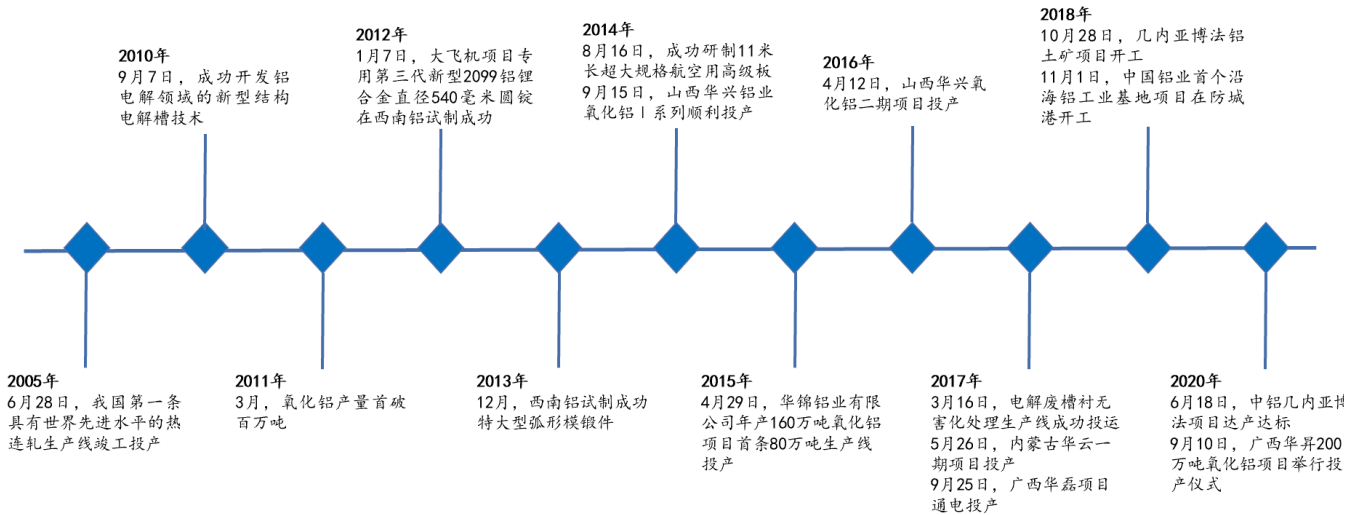 2005年
6月28日，我国第一条
具有世界先进水平的热
连轧生产线竣工投产
2010年
9月7日，成功开发铝
电解领域的新型结构
电解槽技术
2011年
3月，氧化铝产量首破
百万吨
2012年
1月7日，大飞机项目专
用第三代新型2099铝锂
合金直径540毫米圆锭
在西南铝试制成功
2013年
12月，西南铝试制成功
特大型弧形模锻件
2014年
8月16日，成功研制11米
长超大规格航空用高级板
9月15日，山西华兴铝业
氧化铝Ⅰ系列顺利投产
2015年
4月29日，华锦铝业有限
公司年产160万吨氧化铝
项目首条80万吨生产线
投产
2016年
4月12日，山西华兴氧
化铝二期项目投产
2017年
3月16日，电解废槽衬无
害化处理生产线成功投运
5月26日，内蒙古华云一
期项目投产
9月25日，广西华磊项目
通电投产
2018年
10月28日，几内亚博法铝
土矿项目开工
11月1日，中国铝业首个沿
海铝工业基地项目在防城
港开工
2020年
6月18日，中铝几内亚博
法项目达产达标
9月10日，广西华昇200
万吨氧化铝项目举行投
产仪式